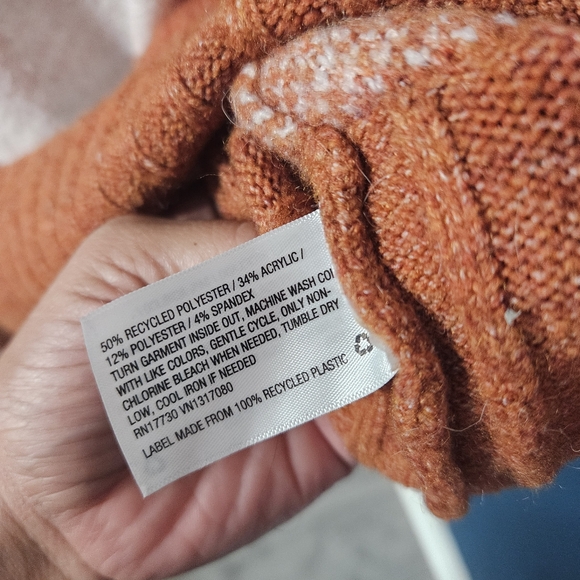 50% RECYCLED POLYESTER / 34% ACRYLIC /
12% POLYESTER / 4% SPANDEX
TURN GARMENT INSIDE OUT, MACHINE WASH COL
WITH LIKE COLORS, GENTLE CYCLE, ONLY NON-
CHLORINE BLEACH WHEN NEEDED, TUMBLE DRY
LOW, COOL IRON IF NEEDED
RN17730 VN1317080
LABEL MADE FROM 100% RECYCLED PLASTIC